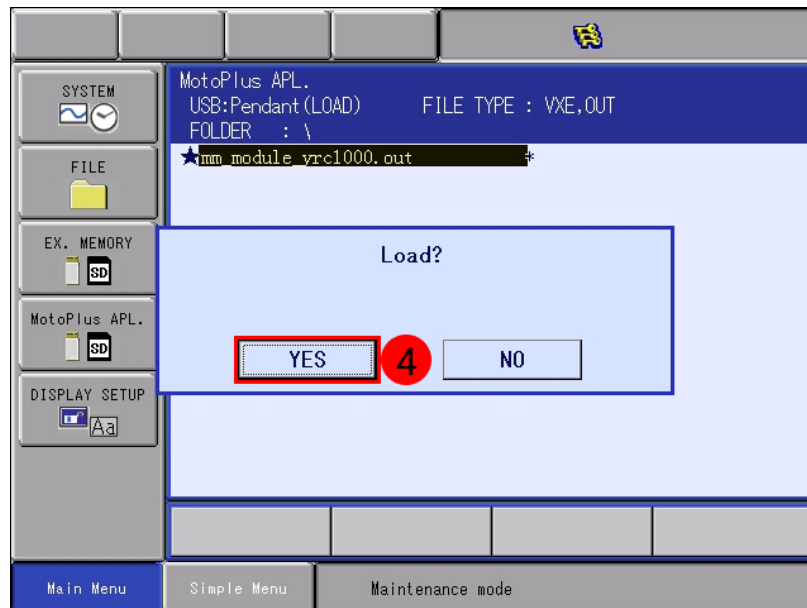 SYSTEM
FILE
EX. MEMORY
SD
MotoPlus APL.
SD
DISPLAY SETUP
Aa
MotoPlus APL.
USB:Pendant(LOAD) FILE TYPE : VXE,OUT
FOLDER : \
★mm_module_yrc1000.out *
Load?
YES 4 NO
Main Menu Simple Menu Maintenance mode